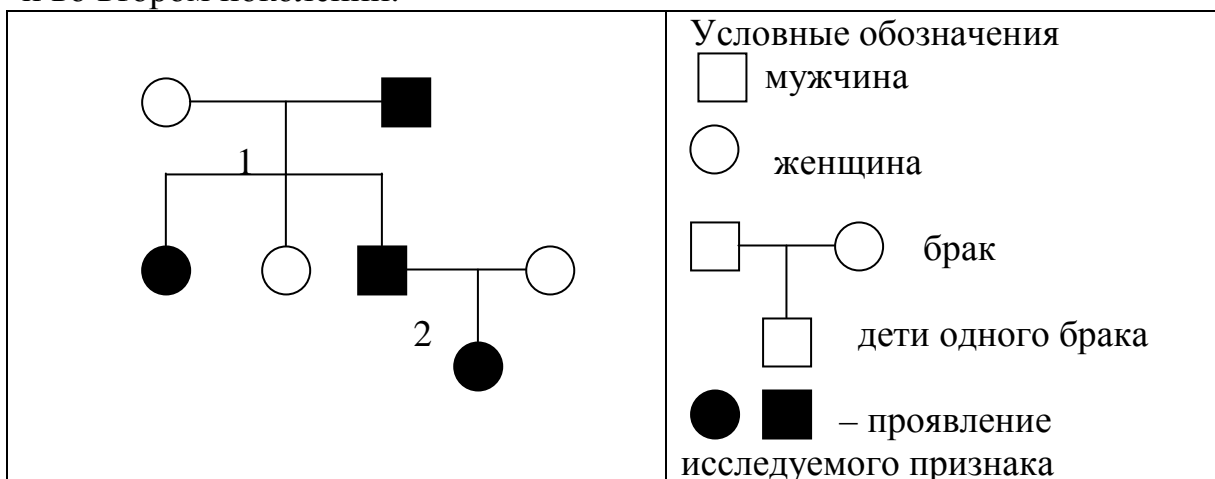 и во втором поколении.
Условные обозначения
мужчина
женщина
брак
дети одного брака
– проявление
исследуемого признака
1
2